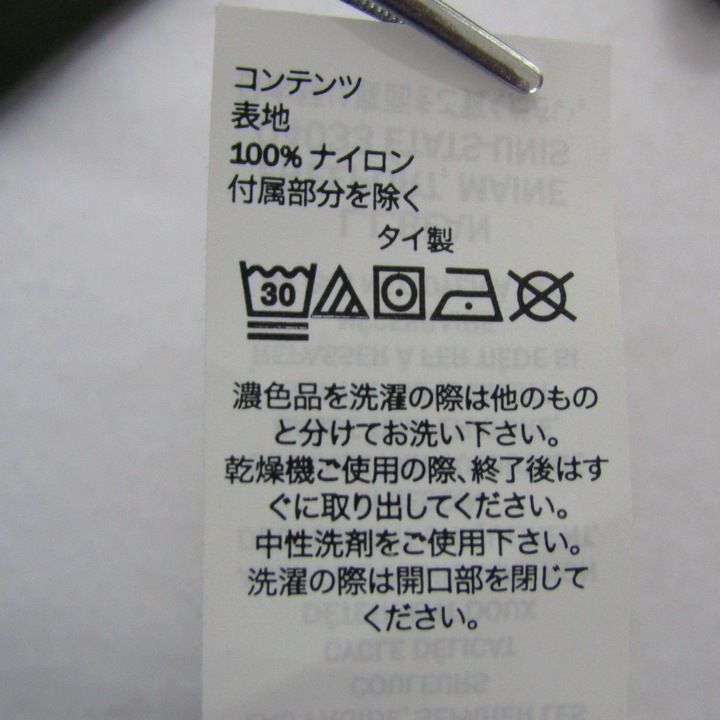 コンテンツ
表地
100% ナイロン
付属部分を除く
タイ製
30
濃色品を洗濯の際は他のもの
と分けてお洗い下さい。
乾燥機ご使用の際、終了後はす
ぐに取り出してください。
中性洗剤をご使用下さい。
洗濯の際は開口部を閉じて
ください。